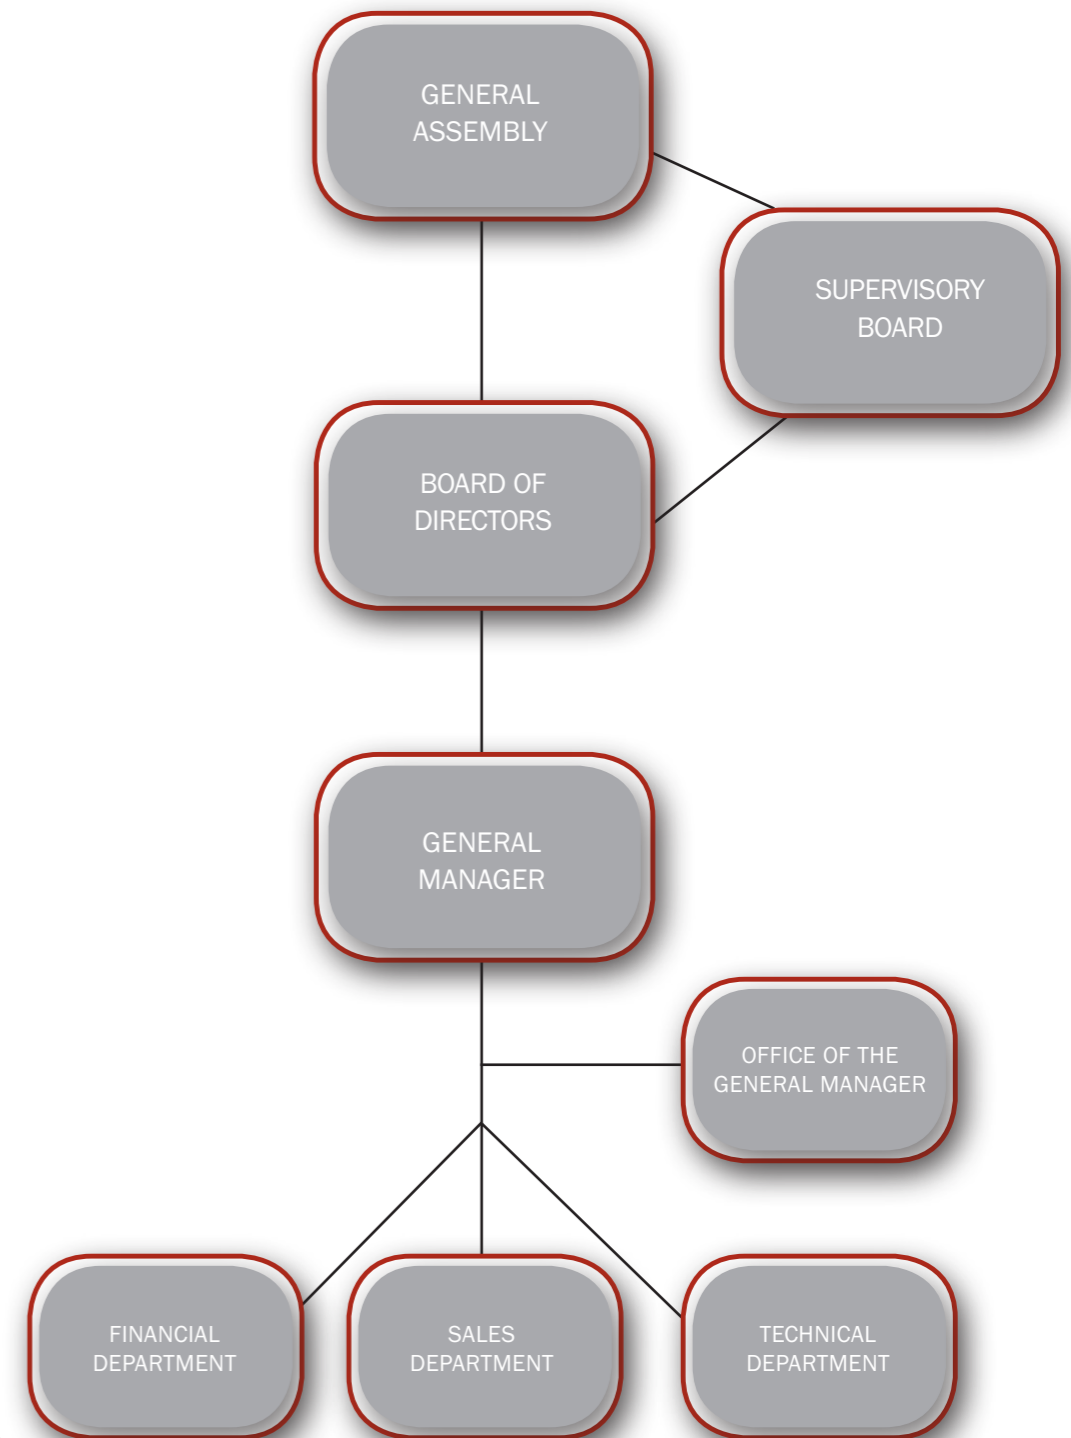 GENERAL
ASSEMBLY
SUPERVISORY
BOARD
BOARD OF
DIRECTORS
GENERAL
MANAGER
OFFICE OF THE
GENERAL MANAGER
FINANCIAL
DEPARTMENT
SALES
DEPARTMENT
TECHNICAL
DEPARTMENT